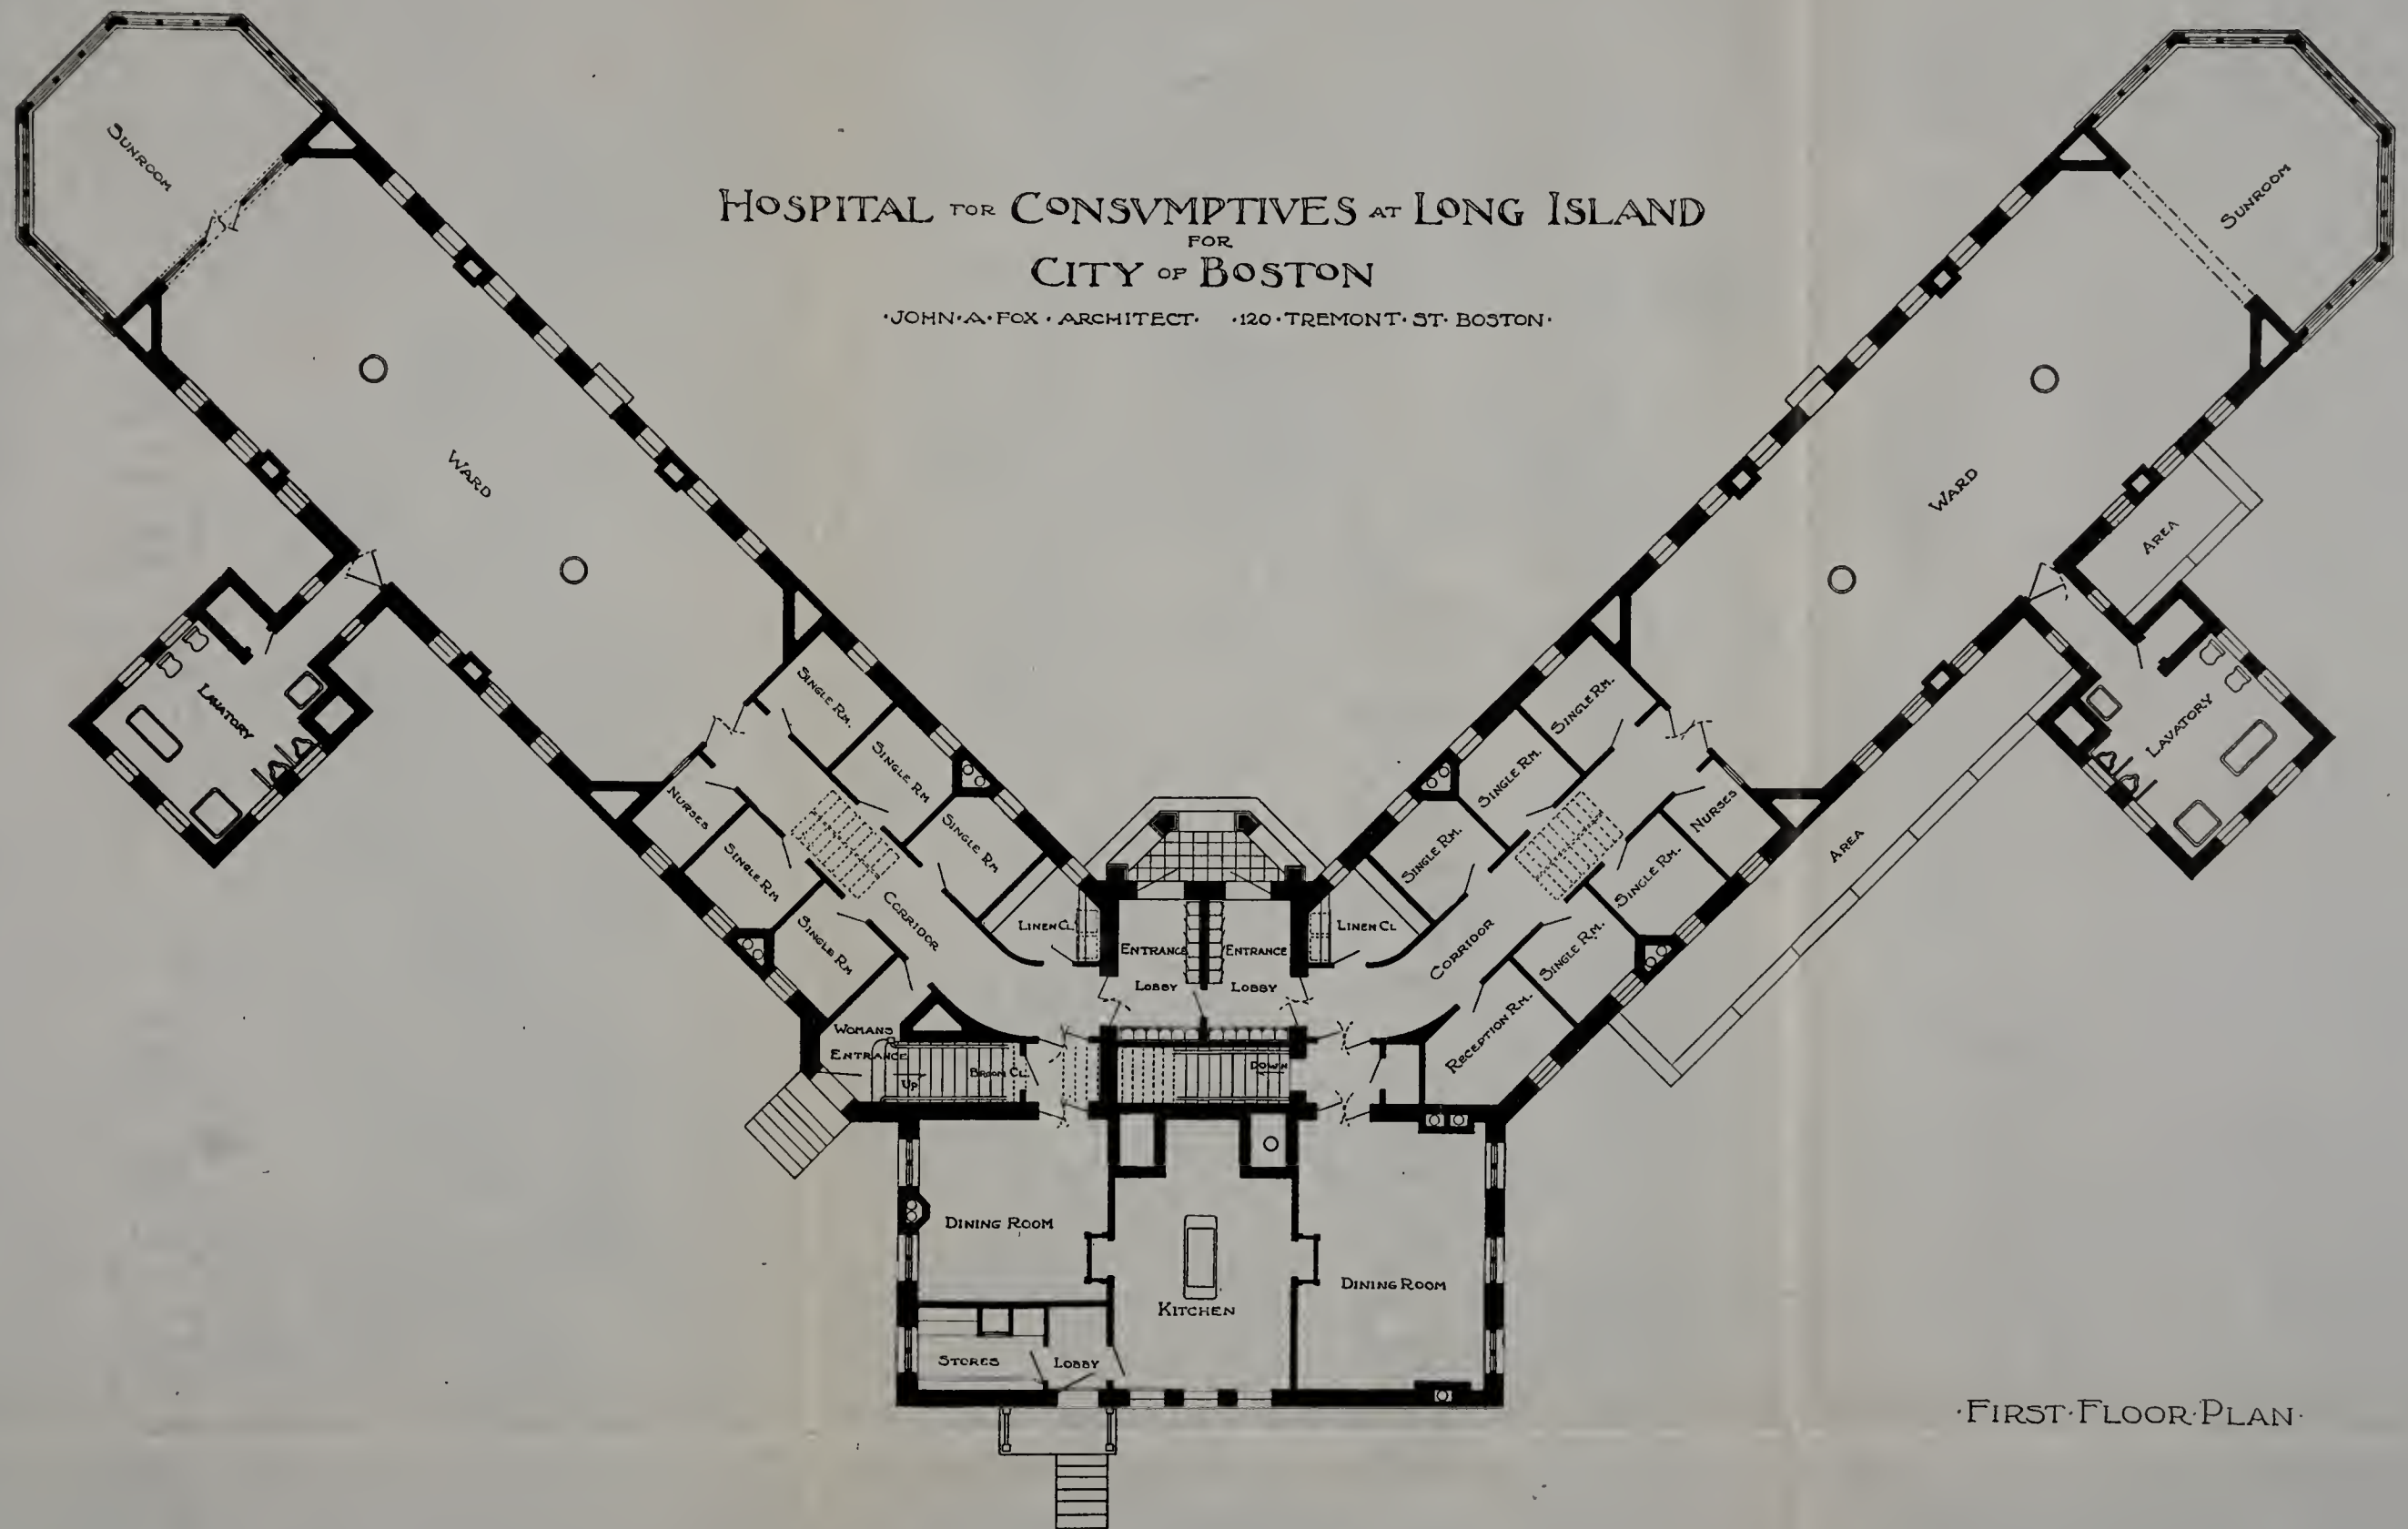 HOSPITAL FOR CONSVMPTIVES AT LONG ISLAND
FOR
CITY OF BOSTON
·JOHN·A·FOX·ARCHITECT· ·120·TREMONT·ST·BOSTON·
SUNROOM
SUNROOM
WARD
WARD
AREA
LAVATORY
LAVATORY
SINGLE RM.
SINGLE RM.
SINGLE RM
SINGLE RM.
NURSES
NURSES
SINGLE RM
SINGLE RM.
SINGLE RM
SINGLE RM.
AREA
CORRIDOR
CORRIDOR
LINEN CL.
ENTRANCE
ENTRANCE
LINEN CL
SINGLE RM
SINGLE RM.
LOBBY
LOBBY
WOMANS
ENTRANCE
RECEPTION RM.
UP
BROOM CL.
DOWN
DINING ROOM
DINING ROOM
KITCHEN
STORES
LOBBY
·FIRST·FLOOR·PLAN·